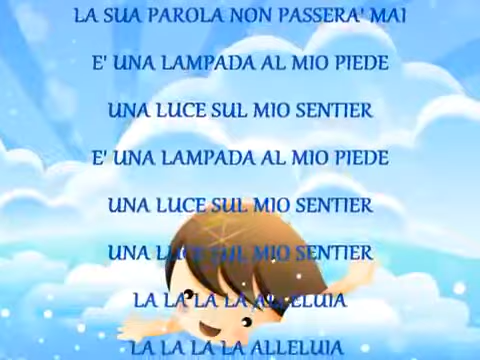 LA SUA PAROLA NON PASSERA' MAI
E' UNA LAMPADA AL MIO PIEDE
UNA LUCE SUL MIO SENTIER
E' UNA LAMPADA AL MIO PIEDE
UNA LUCE SUL MIO SENTIER
UNA LUCE SUL MIO SENTIER
LA LA LA LA ALLELUIA
LA LA LA LA ALLELUIA